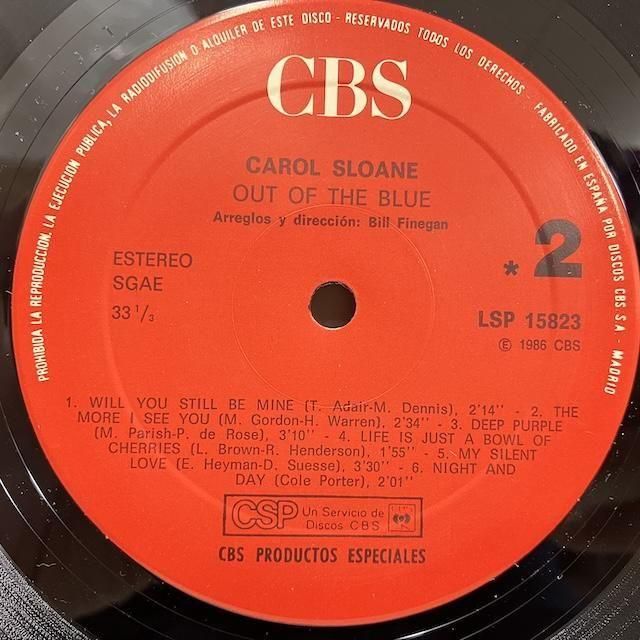 PROHIBIDA LA REPRODUCCION. LA EJECUCION PUBLICA, LA RADIODIFUSION O ALQUILER DE ESTE DISCO - RESERVADOS TODOS LOS DERECHOS - FABRICADO EN ESPAÑA POR DISCOS CBS S.A - MADRID
CBS
CAROL SLOANE
OUT OF THE BLUE
Arreglos y dirección: Bill Finegan
ESTEREO
SGAE
33 1/3
* 2
LSP 15823
Ⓟ 1986 CBS
1. WILL YOU STILL BE MINE (T. Adair-M. Dennis), 2'14'' - 2. THE
MORE I SEE YOU (M. Gordon-H. Warren), 2'34'' - 3. DEEP PURPLE
(M. Parish-P. de Rose), 3'10'' - 4. LIFE IS JUST A BOWL OF
CHERRIES (L. Brown-R. Henderson), 1'55'' - 5. MY SILENT
LOVE (E. Heyman-D. Suesse), 3'30'' - 6. NIGHT AND
DAY (Cole Porter), 2'01''
CSP Un Servicio de
Discos CBS
CBS PRODUCTOS ESPECIALES